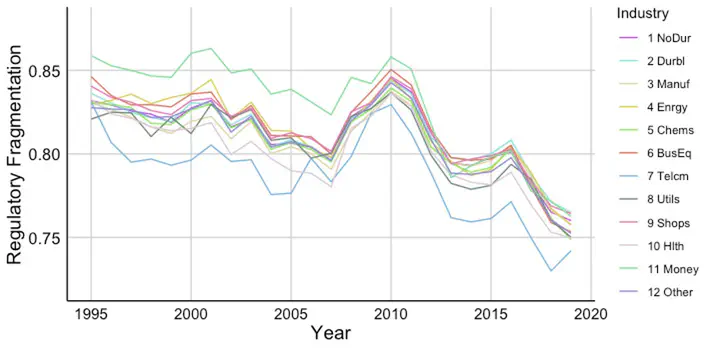 Industry
1 NoDur
2 Durbl
3 Manuf
4 Enrgy
5 Chems
6 BusEq
7 Telcm
8 Utils
9 Shops
10 Hlth
11 Money
12 Other
Regulatory Fragmentation
0.85
0.80
0.75
1995 2000 2005 2010 2015 2020
Year